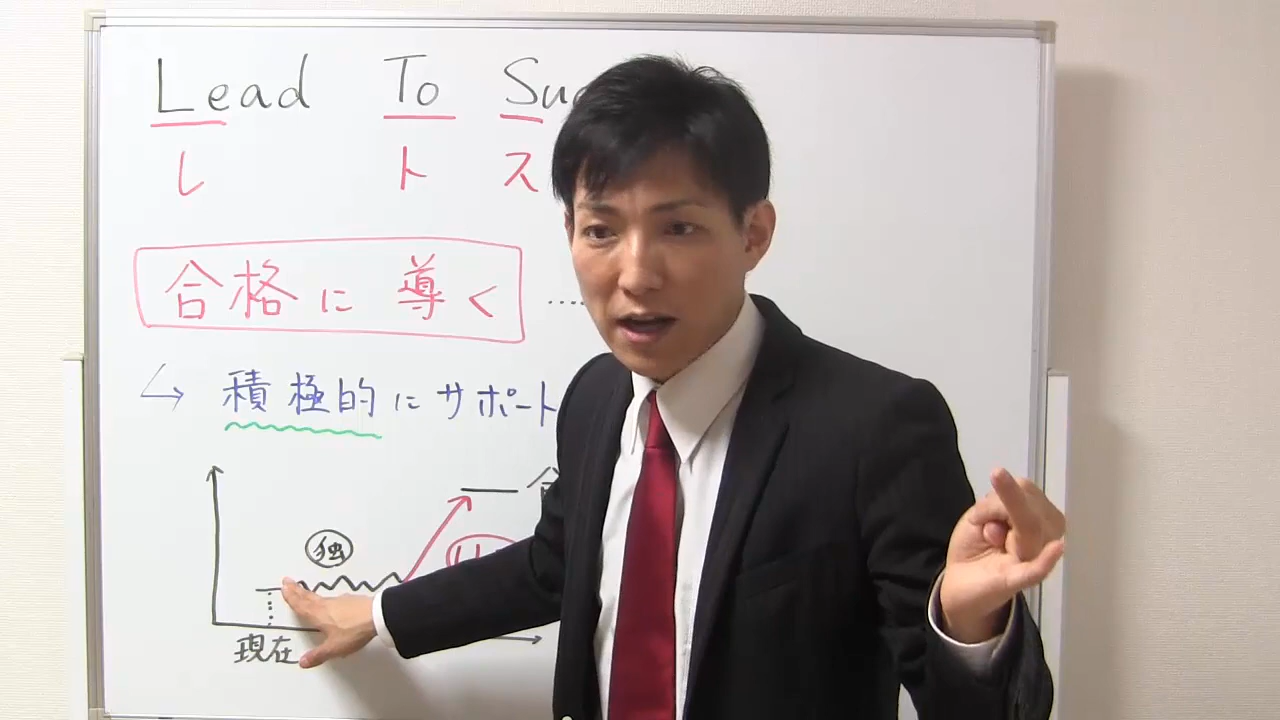 Lead To Su
レ ト ス
合格に導く ....
↳ 積極的にサポート
独
現在